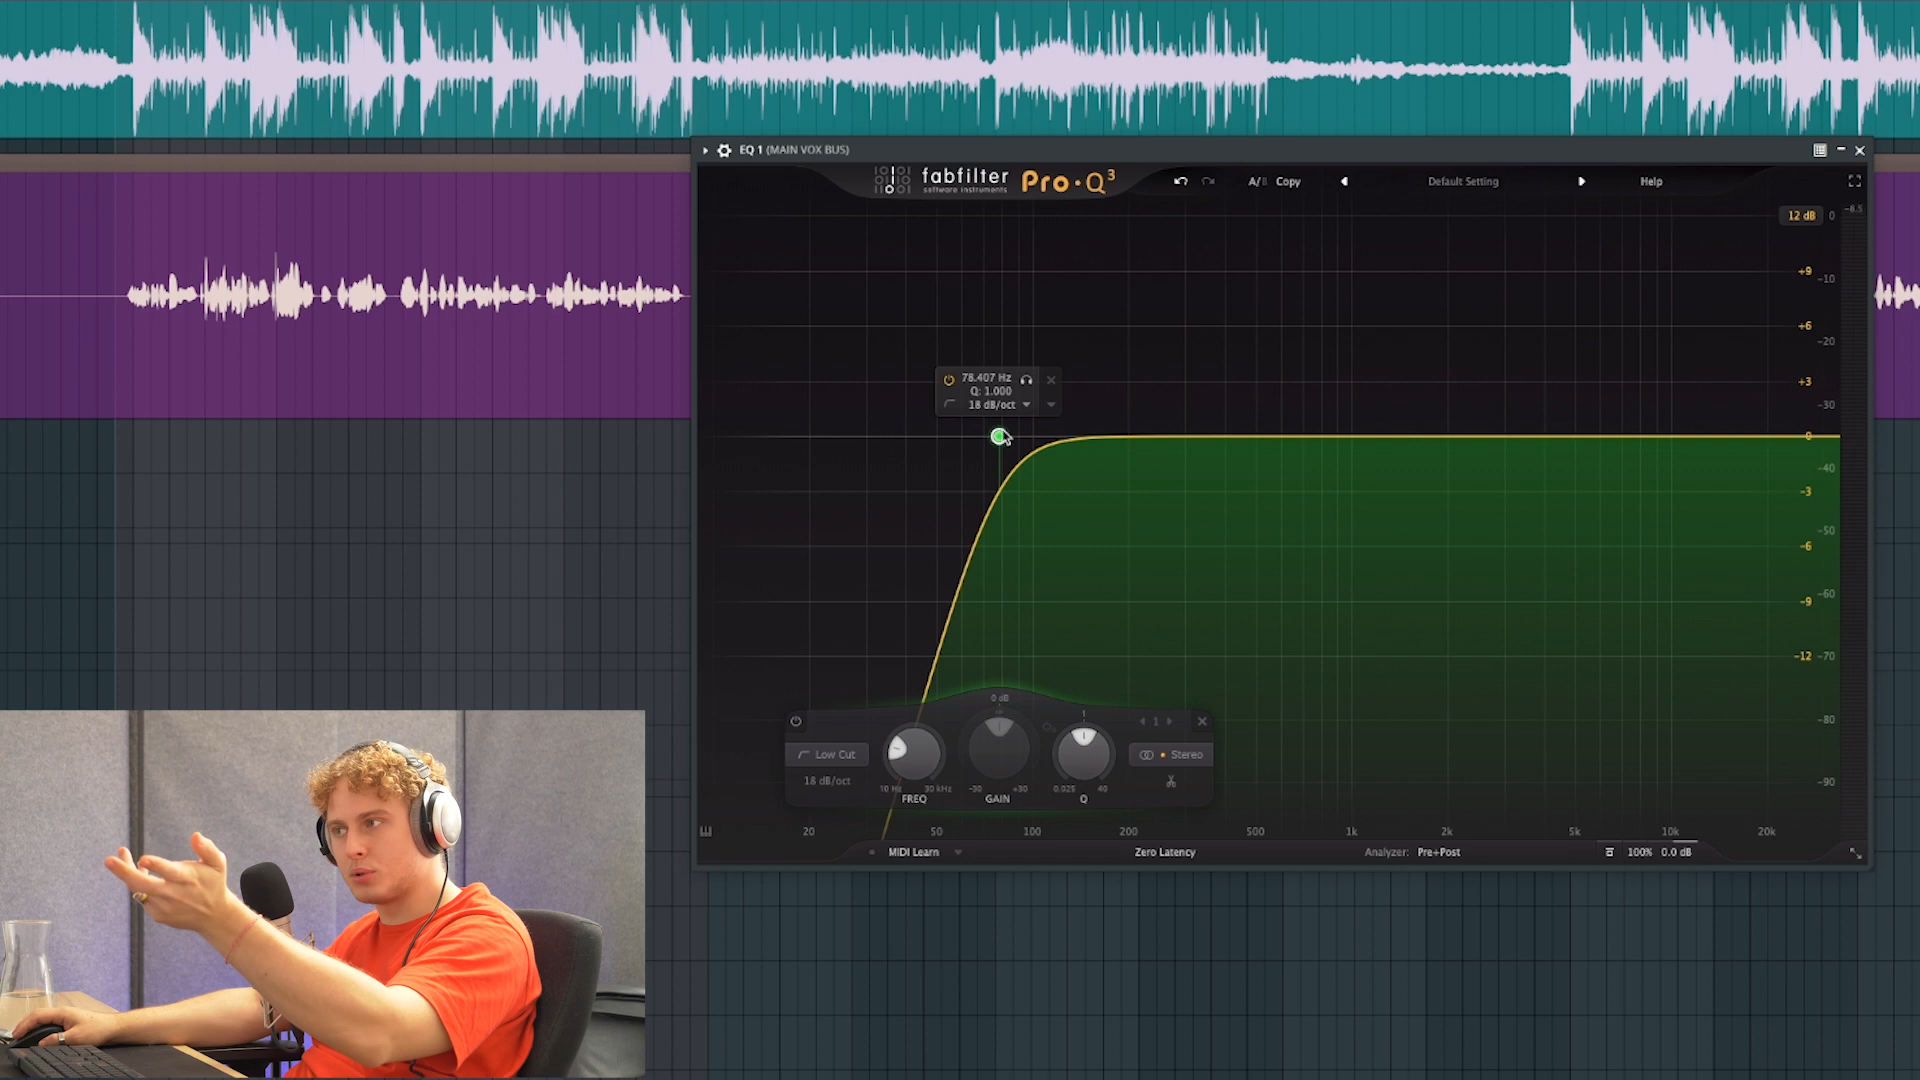 EQ 1 (MAIN VOX BUS)
fabfilter
software instruments
Pro·Q³
A/B Copy
Default Setting
Help
12 dB 0 -8.5
+9
-10
+6
-20
+3
-30
0
-40
-3
-50
-6
-60
-9
-12 -70
-80
-90
78.407 Hz
Q: 1.000
18 dB/oct
0 dB
1
1
Low Cut
Stereo
18 dB/oct
10 Hz 30 kHz
-30 +30
0.025 40
FREQ
GAIN
Q
20 50 100 200 500 1k 2k 5k 10k 20k
MIDI Learn
Zero Latency
Analyzer: Pre+Post
100% 0.0 dB